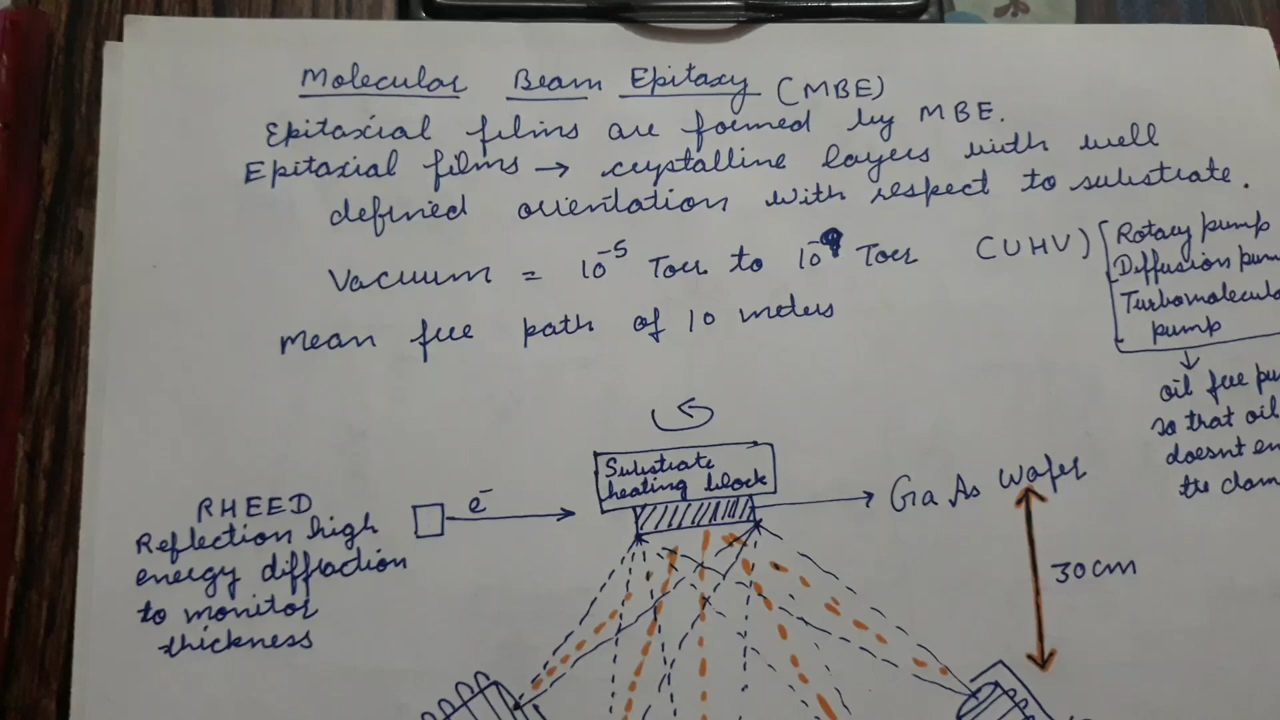 Molecular Beam Epitaxy (MBE)
Epitaxial films are formed by MBE.
Epitaxial films → crystalline layers with well
defined orientation with respect to substrate.
Vacuum = 10⁻⁵ Torr to 10⁻⁹ Torr (UHV)
Rotary pump
Diffusion pum
Turbomolecula
pump
oil free pu
so that oil
doesnt en
the cham
Mean free path of 10 meters
Substrate
heating block
GaAs Wafer
30cm
e⁻
RHEED
Reflection high
energy diffraction
to monitor
thickness